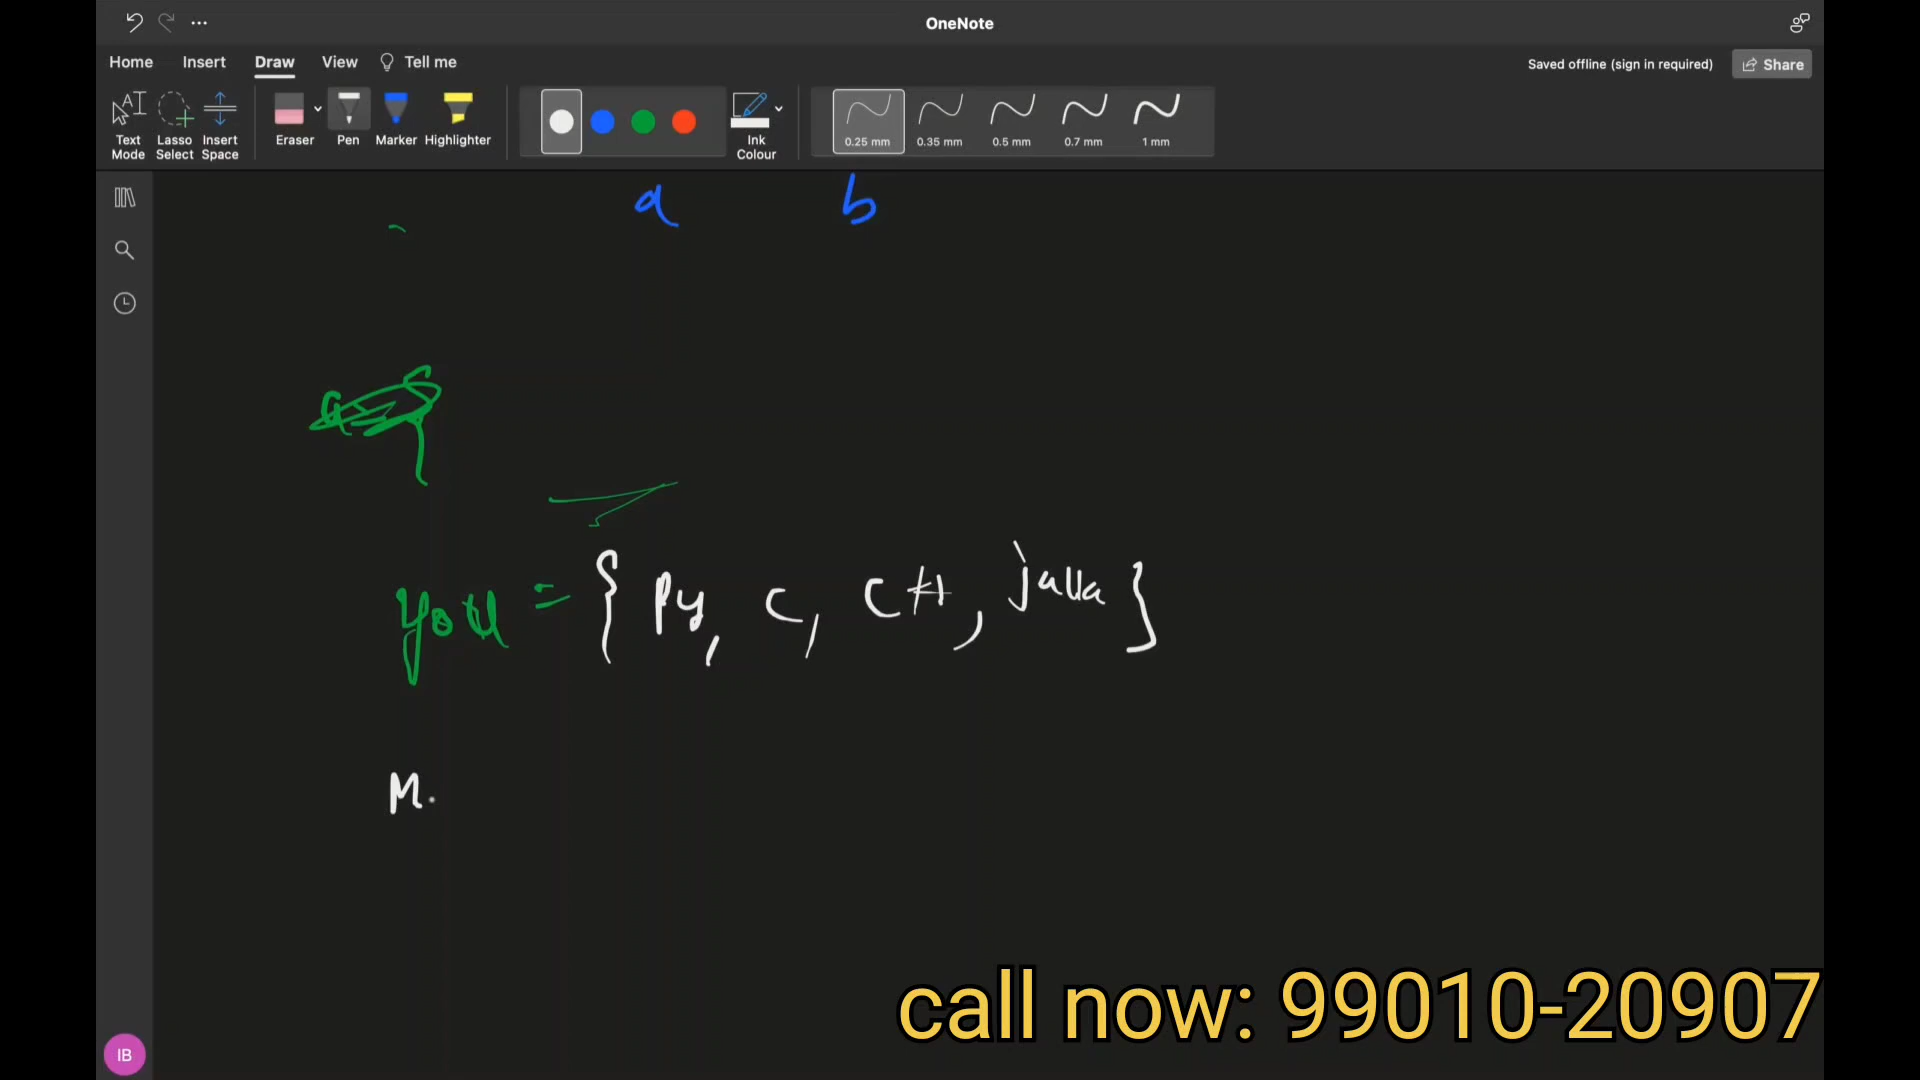 OneNote
Home Insert Draw View Tell me
Saved offline (sign in required) Share
Text Mode Lasso Select Insert Space Eraser Pen Marker Highlighter Ink Colour 0.25 mm 0.35 mm 0.5 mm 0.7 mm 1 mm
a b
you = { Py, C, C++, java }
M.
call now: 99010-20907
IB